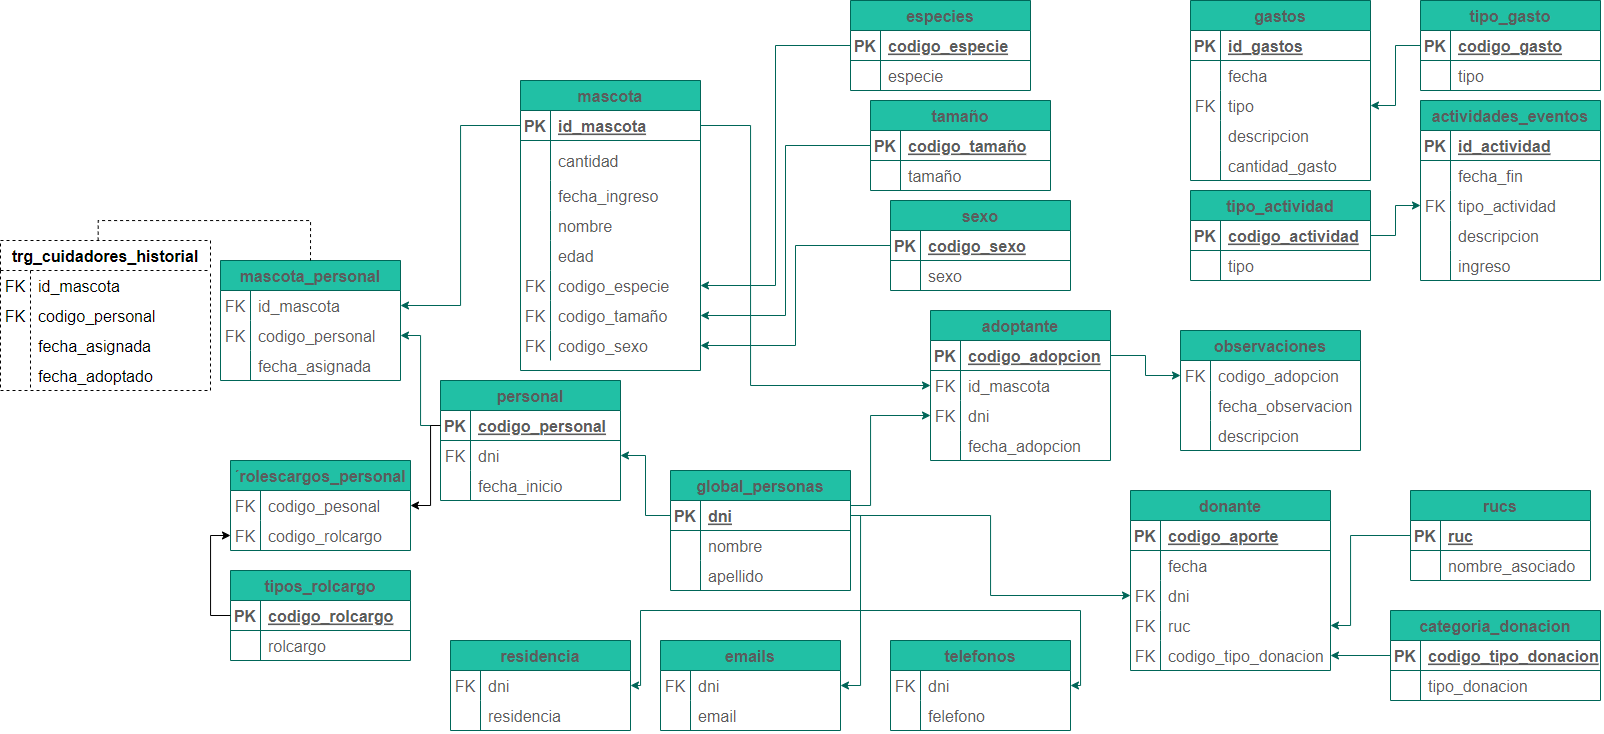 especies
PK codigo_especie
especie
gastos
PK id_gastos
fecha
FK tipo
descripcion
cantidad_gasto
tipo_gasto
PK codigo_gasto
tipo
mascota
PK id_mascota
cantidad
fecha_ingreso
nombre
edad
FK codigo_especie
FK codigo_tamaño
FK codigo_sexo
tamaño
PK codigo_tamaño
tamaño
actividades_eventos
PK id_actividad
fecha_fin
FK tipo_actividad
descripcion
ingreso
tipo_actividad
PK codigo_actividad
tipo
sexo
PK codigo_sexo
sexo
trg_cuidadores_historial
FK id_mascota
FK codigo_personal
fecha_asignada
fecha_adoptado
mascota_personal
FK id_mascota
FK codigo_personal
fecha_asignada
adoptante
PK codigo_adopcion
FK id_mascota
FK dni
fecha_adopcion
observaciones
FK codigo_adopcion
fecha_observacion
descripcion
personal
PK codigo_personal
FK dni
fecha_inicio
´rolescargos_personal
FK codigo_pesonal
FK codigo_rolcargo
global_personas
PK dni
nombre
apellido
donante
PK codigo_aporte
fecha
FK dni
FK ruc
FK codigo_tipo_donacion
rucs
PK ruc
nombre_asociado
tipos_rolcargo
PK codigo_rolcargo
rolcargo
categoria_donacion
PK codigo_tipo_donacion
tipo_donacion
residencia
FK dni
residencia
emails
FK dni
email
telefonos
FK dni
felefono